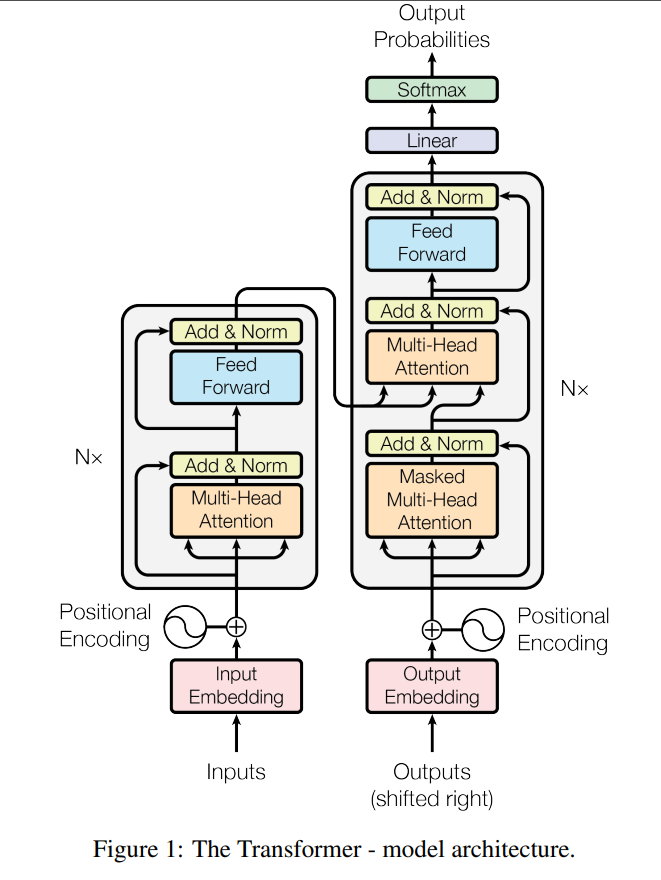 Output
Probabilities
Softmax
Linear
Add & Norm
Feed
Forward
Add & Norm
Multi-Head
Attention
Add & Norm
Masked
Multi-Head
Attention
N×
Add & Norm
Feed
Forward
Add & Norm
Multi-Head
Attention
N×
Positional
Encoding
Positional
Encoding
Input
Embedding
Output
Embedding
Inputs
Outputs
(shifted right)
Figure 1: The Transformer - model architecture.